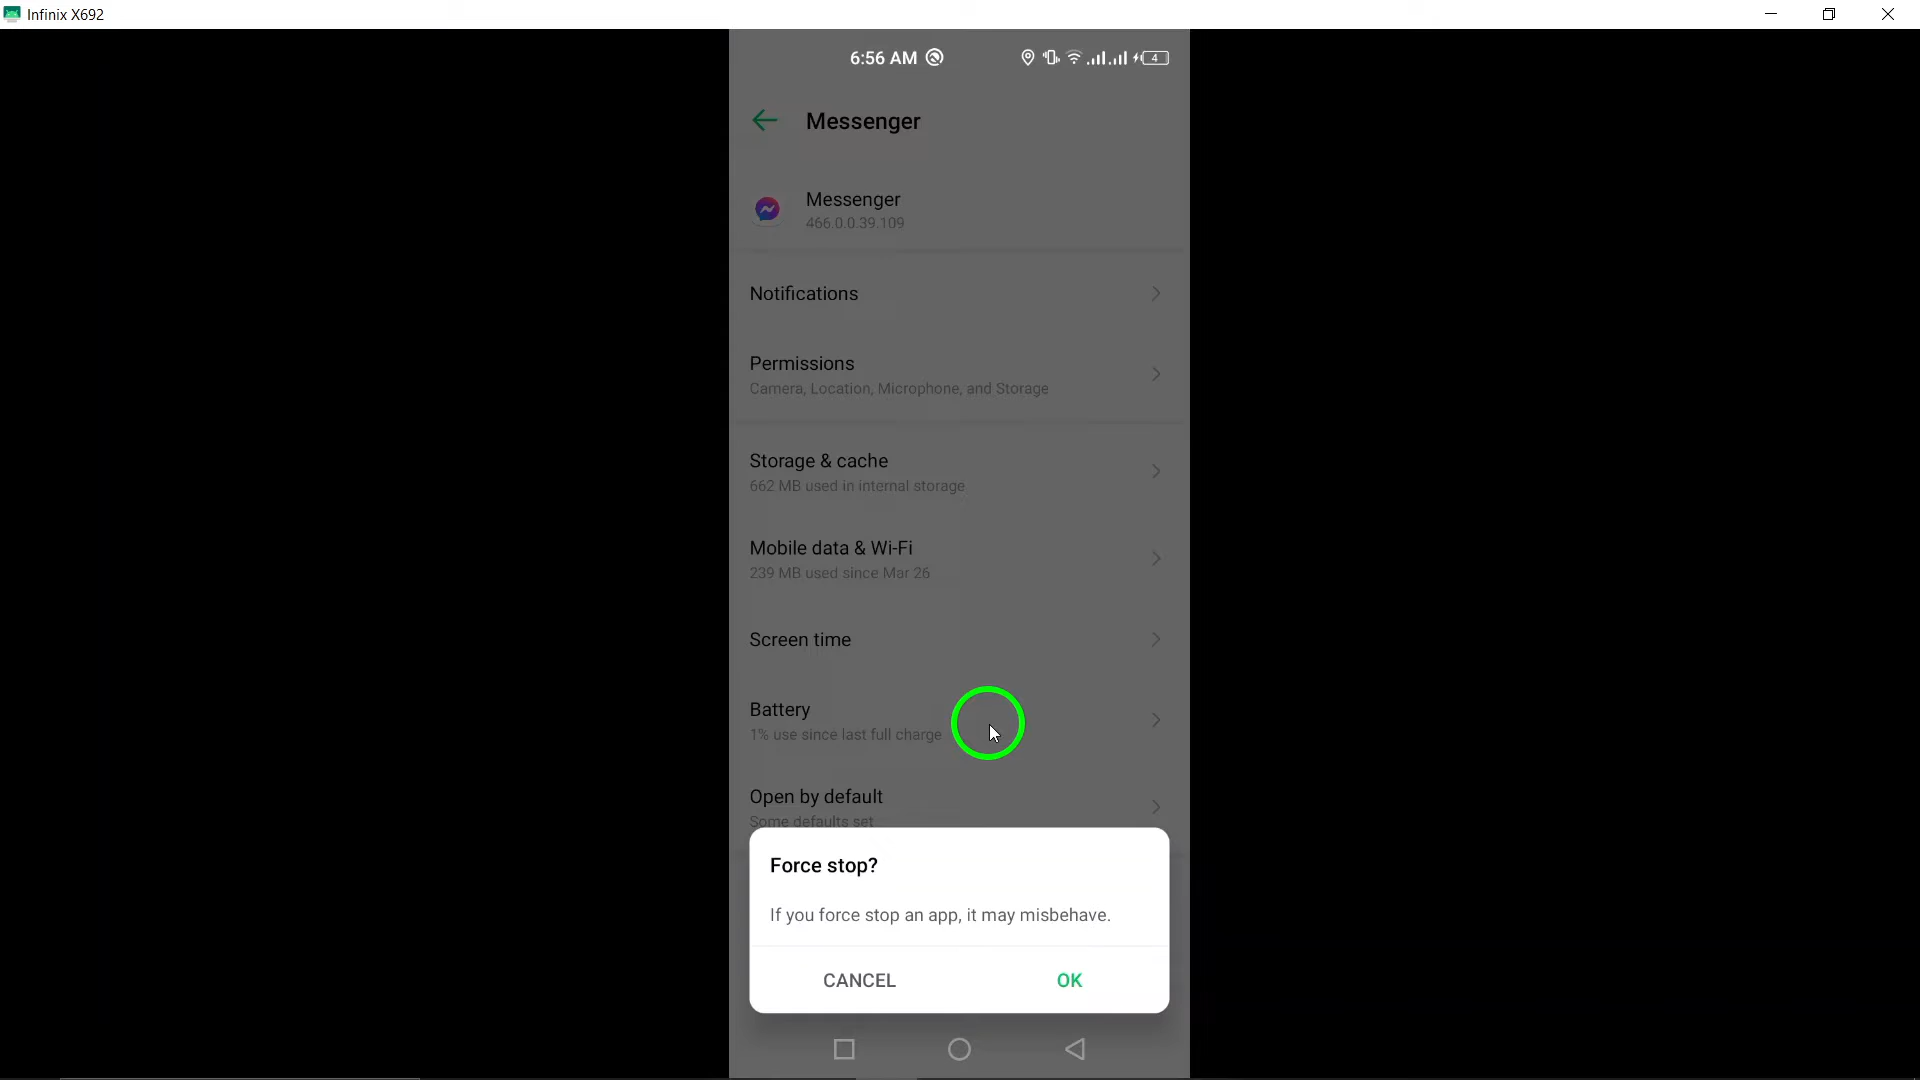 Infinix X692
6:56 AM
4
Messenger
Messenger
466.0.0.39.109
Notifications
Permissions
Camera, Location, Microphone, and Storage
Storage & cache
662 MB used in internal storage
Mobile data & Wi-Fi
239 MB used since Mar 26
Screen time
Battery
1% use since last full charge
Open by default
Some defaults set
Force stop?
If you force stop an app, it may misbehave.
CANCEL OK